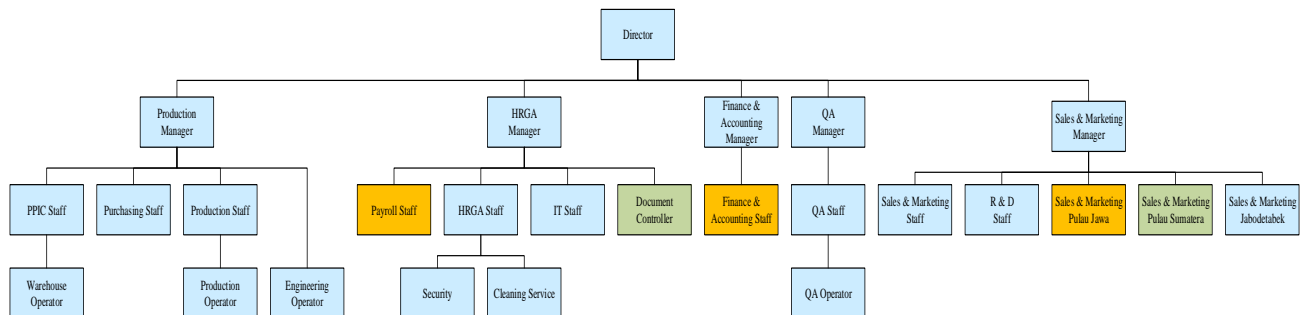 Director
Production
Manager
HRGA
Manager
Finance &
Accounting
Manager
QA
Manager
Sales & Marketing
Manager
PPIC Staff
Purchasing Staff
Production Staff
Payroll Staff
HRGA Staff
IT Staff
Document
Controller
Finance &
Accounting Staff
QA Staff
Sales & Marketing
Staff
R & D
Staff
Sales & Marketing
Pulau Jawa
Sales & Marketing
Pulau Sumatera
Sales & Marketing
Jabodetabek
Warehouse
Operator
Production
Operator
Engineering
Operator
Security
Cleaning Service
QA Operator